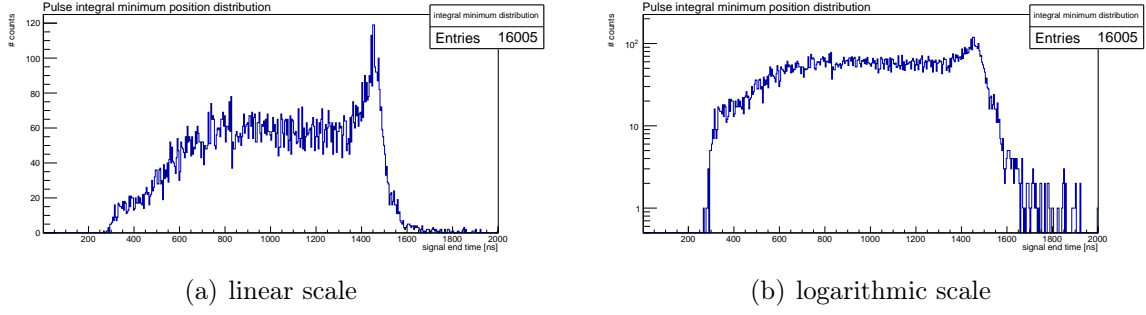 Pulse integral minimum position distribution
# counts
120
100
80
60
40
20
0
200 400 600 800 1000 1200 1400 1600 1800 2000
signal end time [ns]
integral minimum distribution
Entries 16005
(a) linear scale
Pulse integral minimum position distribution
# counts
10²
10
1
200 400 600 800 1000 1200 1400 1600 1800 2000
signal end time [ns]
integral minimum distribution
Entries 16005
(b) logarithmic scale